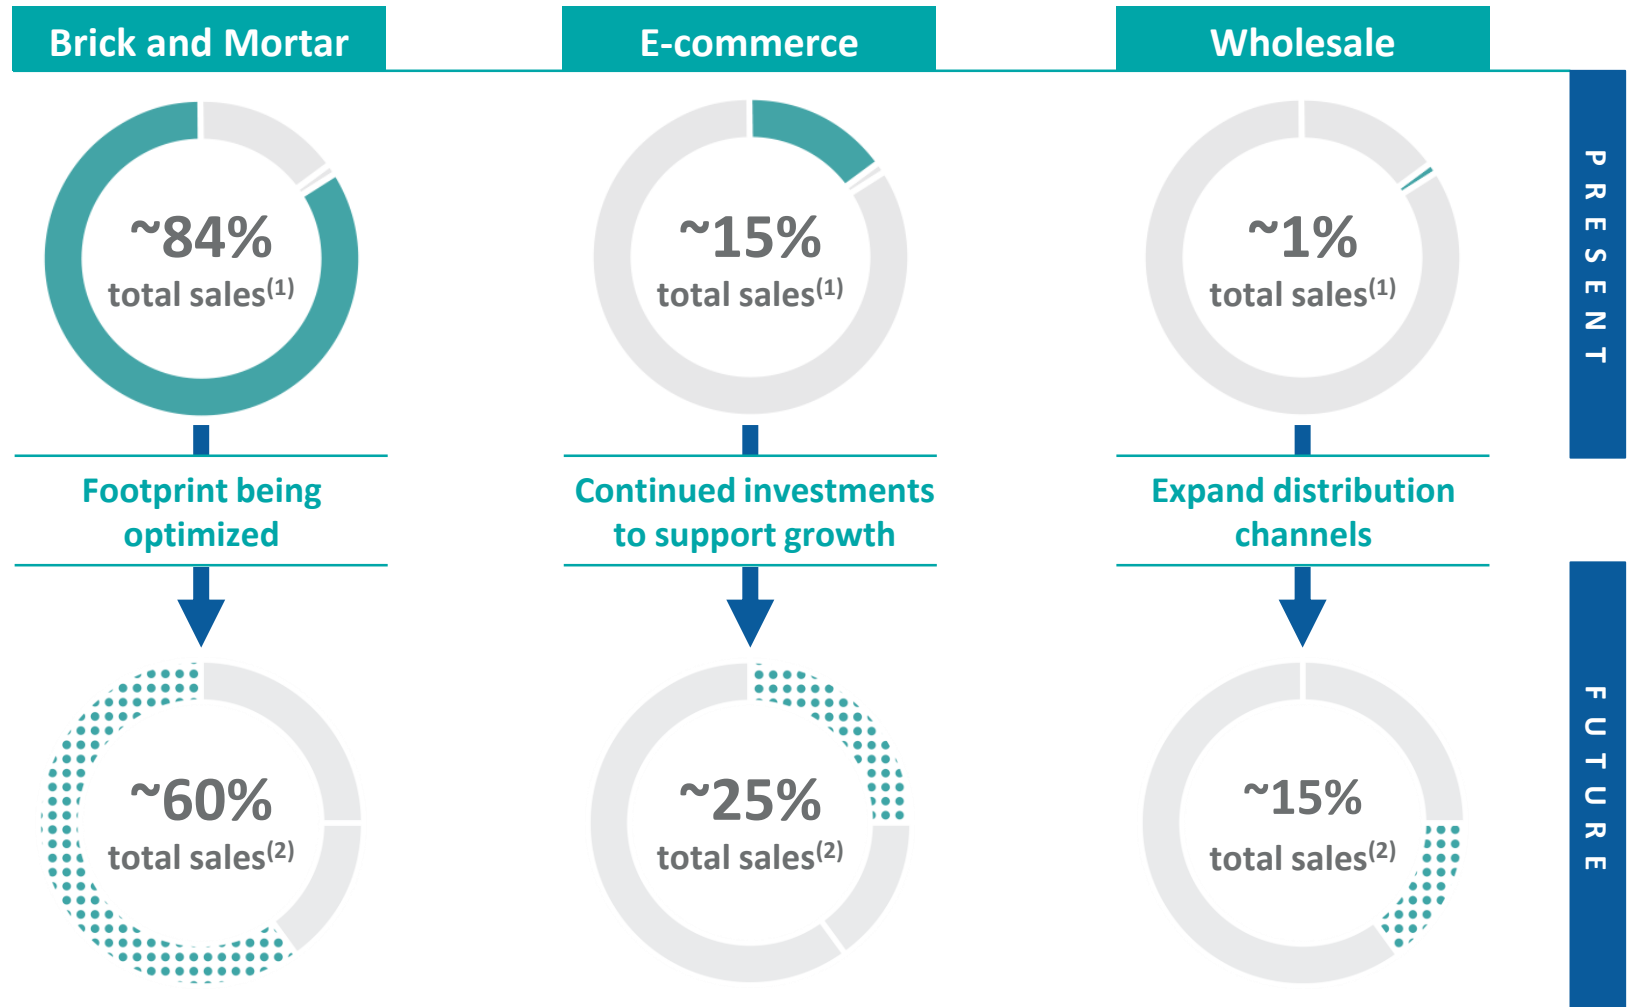 Brick and Mortar
E-commerce
Wholesale
PRESENT
~84%
total sales(1)
~15%
total sales(1)
~1%
total sales(1)
Footprint being
optimized
Continued investments
to support growth
Expand distribution
channels
FUTURE
~60%
total sales(2)
~25%
total sales(2)
~15%
total sales(2)